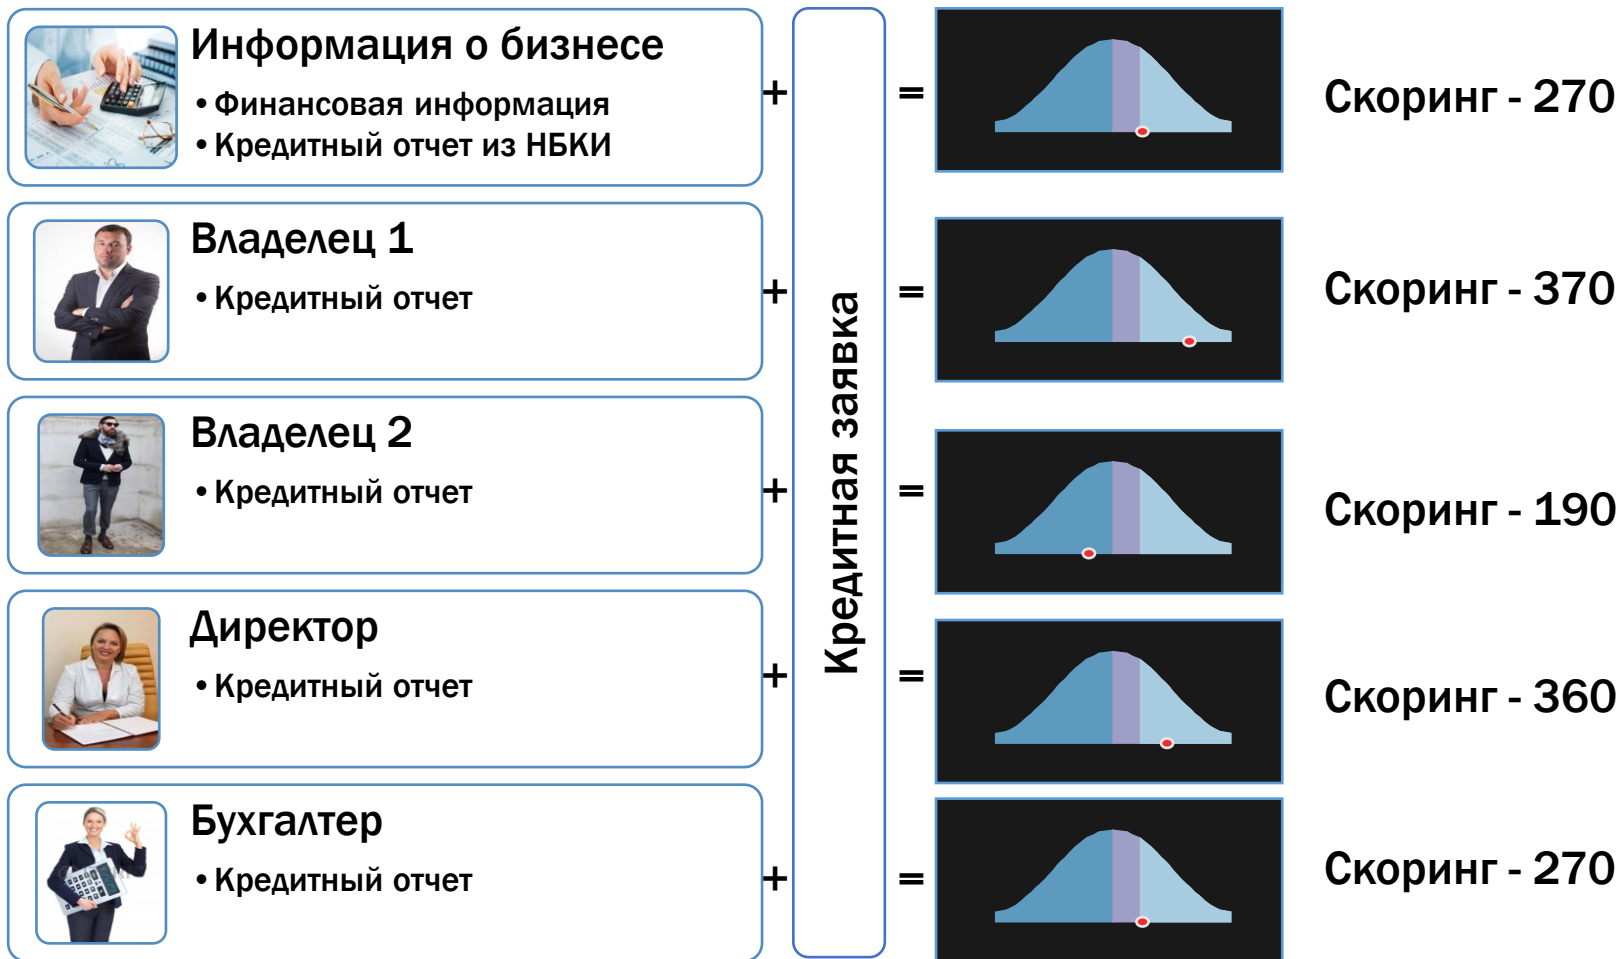 Информация о бизнесе
• Финансовая информация
• Кредитный отчет из НБКИ
+
=
Скоринг - 270
Владелец 1
• Кредитный отчет
+
=
Скоринг - 370
Владелец 2
• Кредитный отчет
+
=
Скоринг - 190
Директор
• Кредитный отчет
+
=
Скоринг - 360
Бухгалтер
• Кредитный отчет
+
=
Скоринг - 270
Кредитная заявка